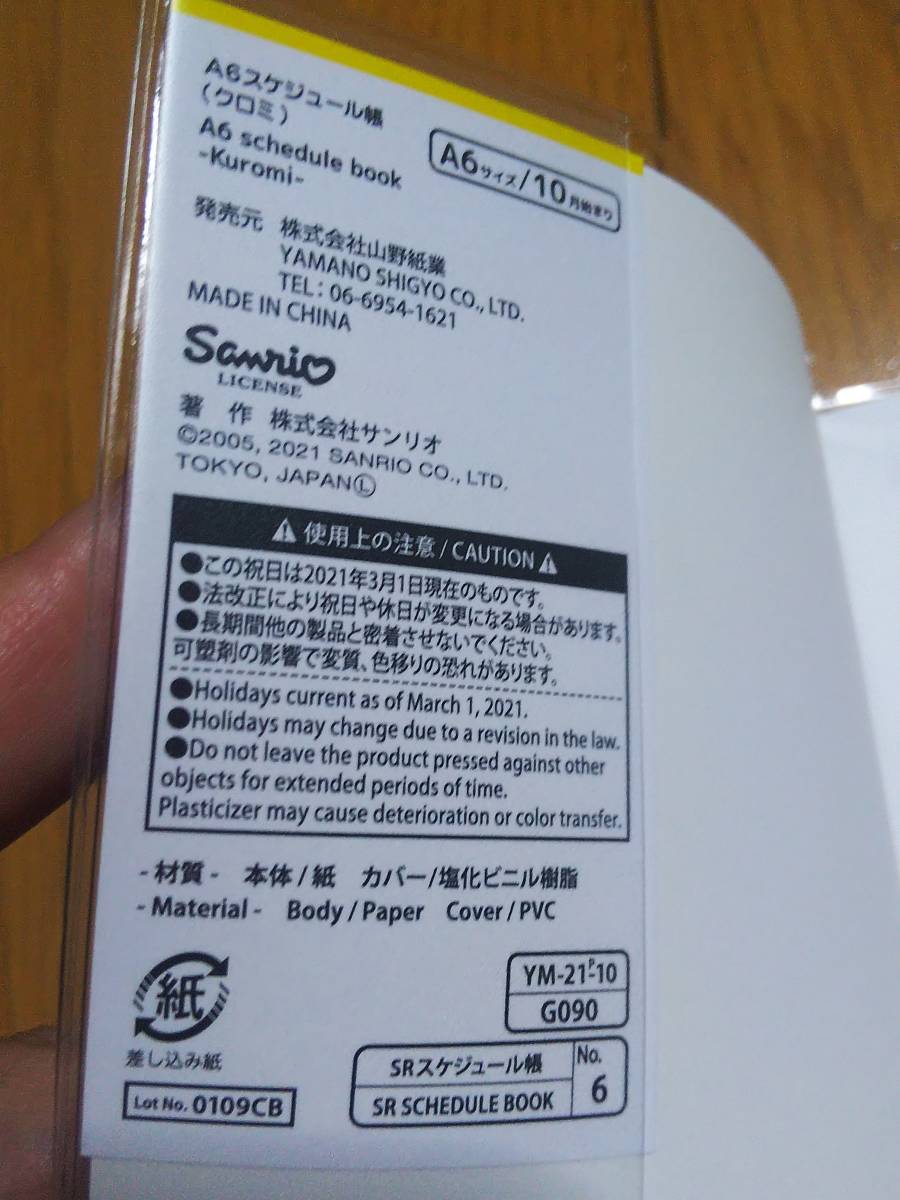 A6スケジュール帳
（クロミ）
A6 schedule book
-Kuromi-
A6サイズ/10月始まり
発売元 株式会社山野紙業
YAMANO SHIGYO CO., LTD.
TEL: 06-6954-1621
MADE IN CHINA
Sanrio
LICENSE
著 作 株式会社サンリオ
©2005, 2021 SANRIO CO., LTD.
TOKYO, JAPANⓁ
⚠使用上の注意/CAUTION⚠
●この祝日は2021年3月1日現在のものです。
●法改正により祝日や休日が変更になる場合があります。
●長期間他の製品と密着させないでください。
可塑剤の影響で変質、色移りの恐れがあります。
●Holidays current as of March 1, 2021.
●Holidays may change due to a revision in the law.
●Do not leave the product pressed against other
objects for extended periods of time.
Plasticizer may cause deterioration or color transfer.
-材質- 本体/紙 カバー/塩化ビニル樹脂
-Material- Body/Paper Cover/PVC
紙
差し込み紙
Lot No. 0109CB
YM-21-P-10
G090
SRスケジュール帳
SR SCHEDULE BOOK
No.
6